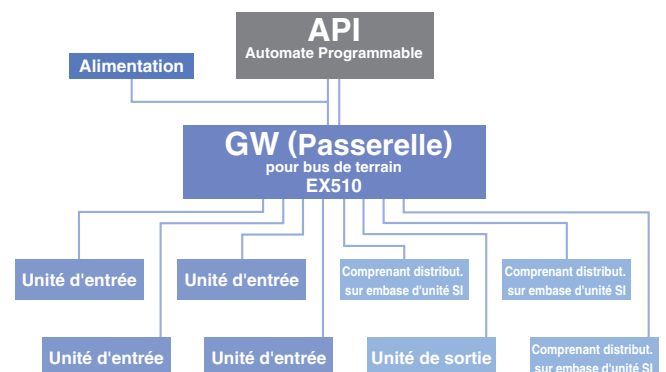 API
Automate Programmable
Alimentation
GW (Passerelle)
pour bus de terrain
EX510
Unité d'entrée
Unité d'entrée
Comprenant distribut.
sur embase d'unité SI
Comprenant distribut.
sur embase d'unité SI
Unité d'entrée
Unité d'entrée
Unité de sortie
Comprenant distribut.
sur embase d'unité SI